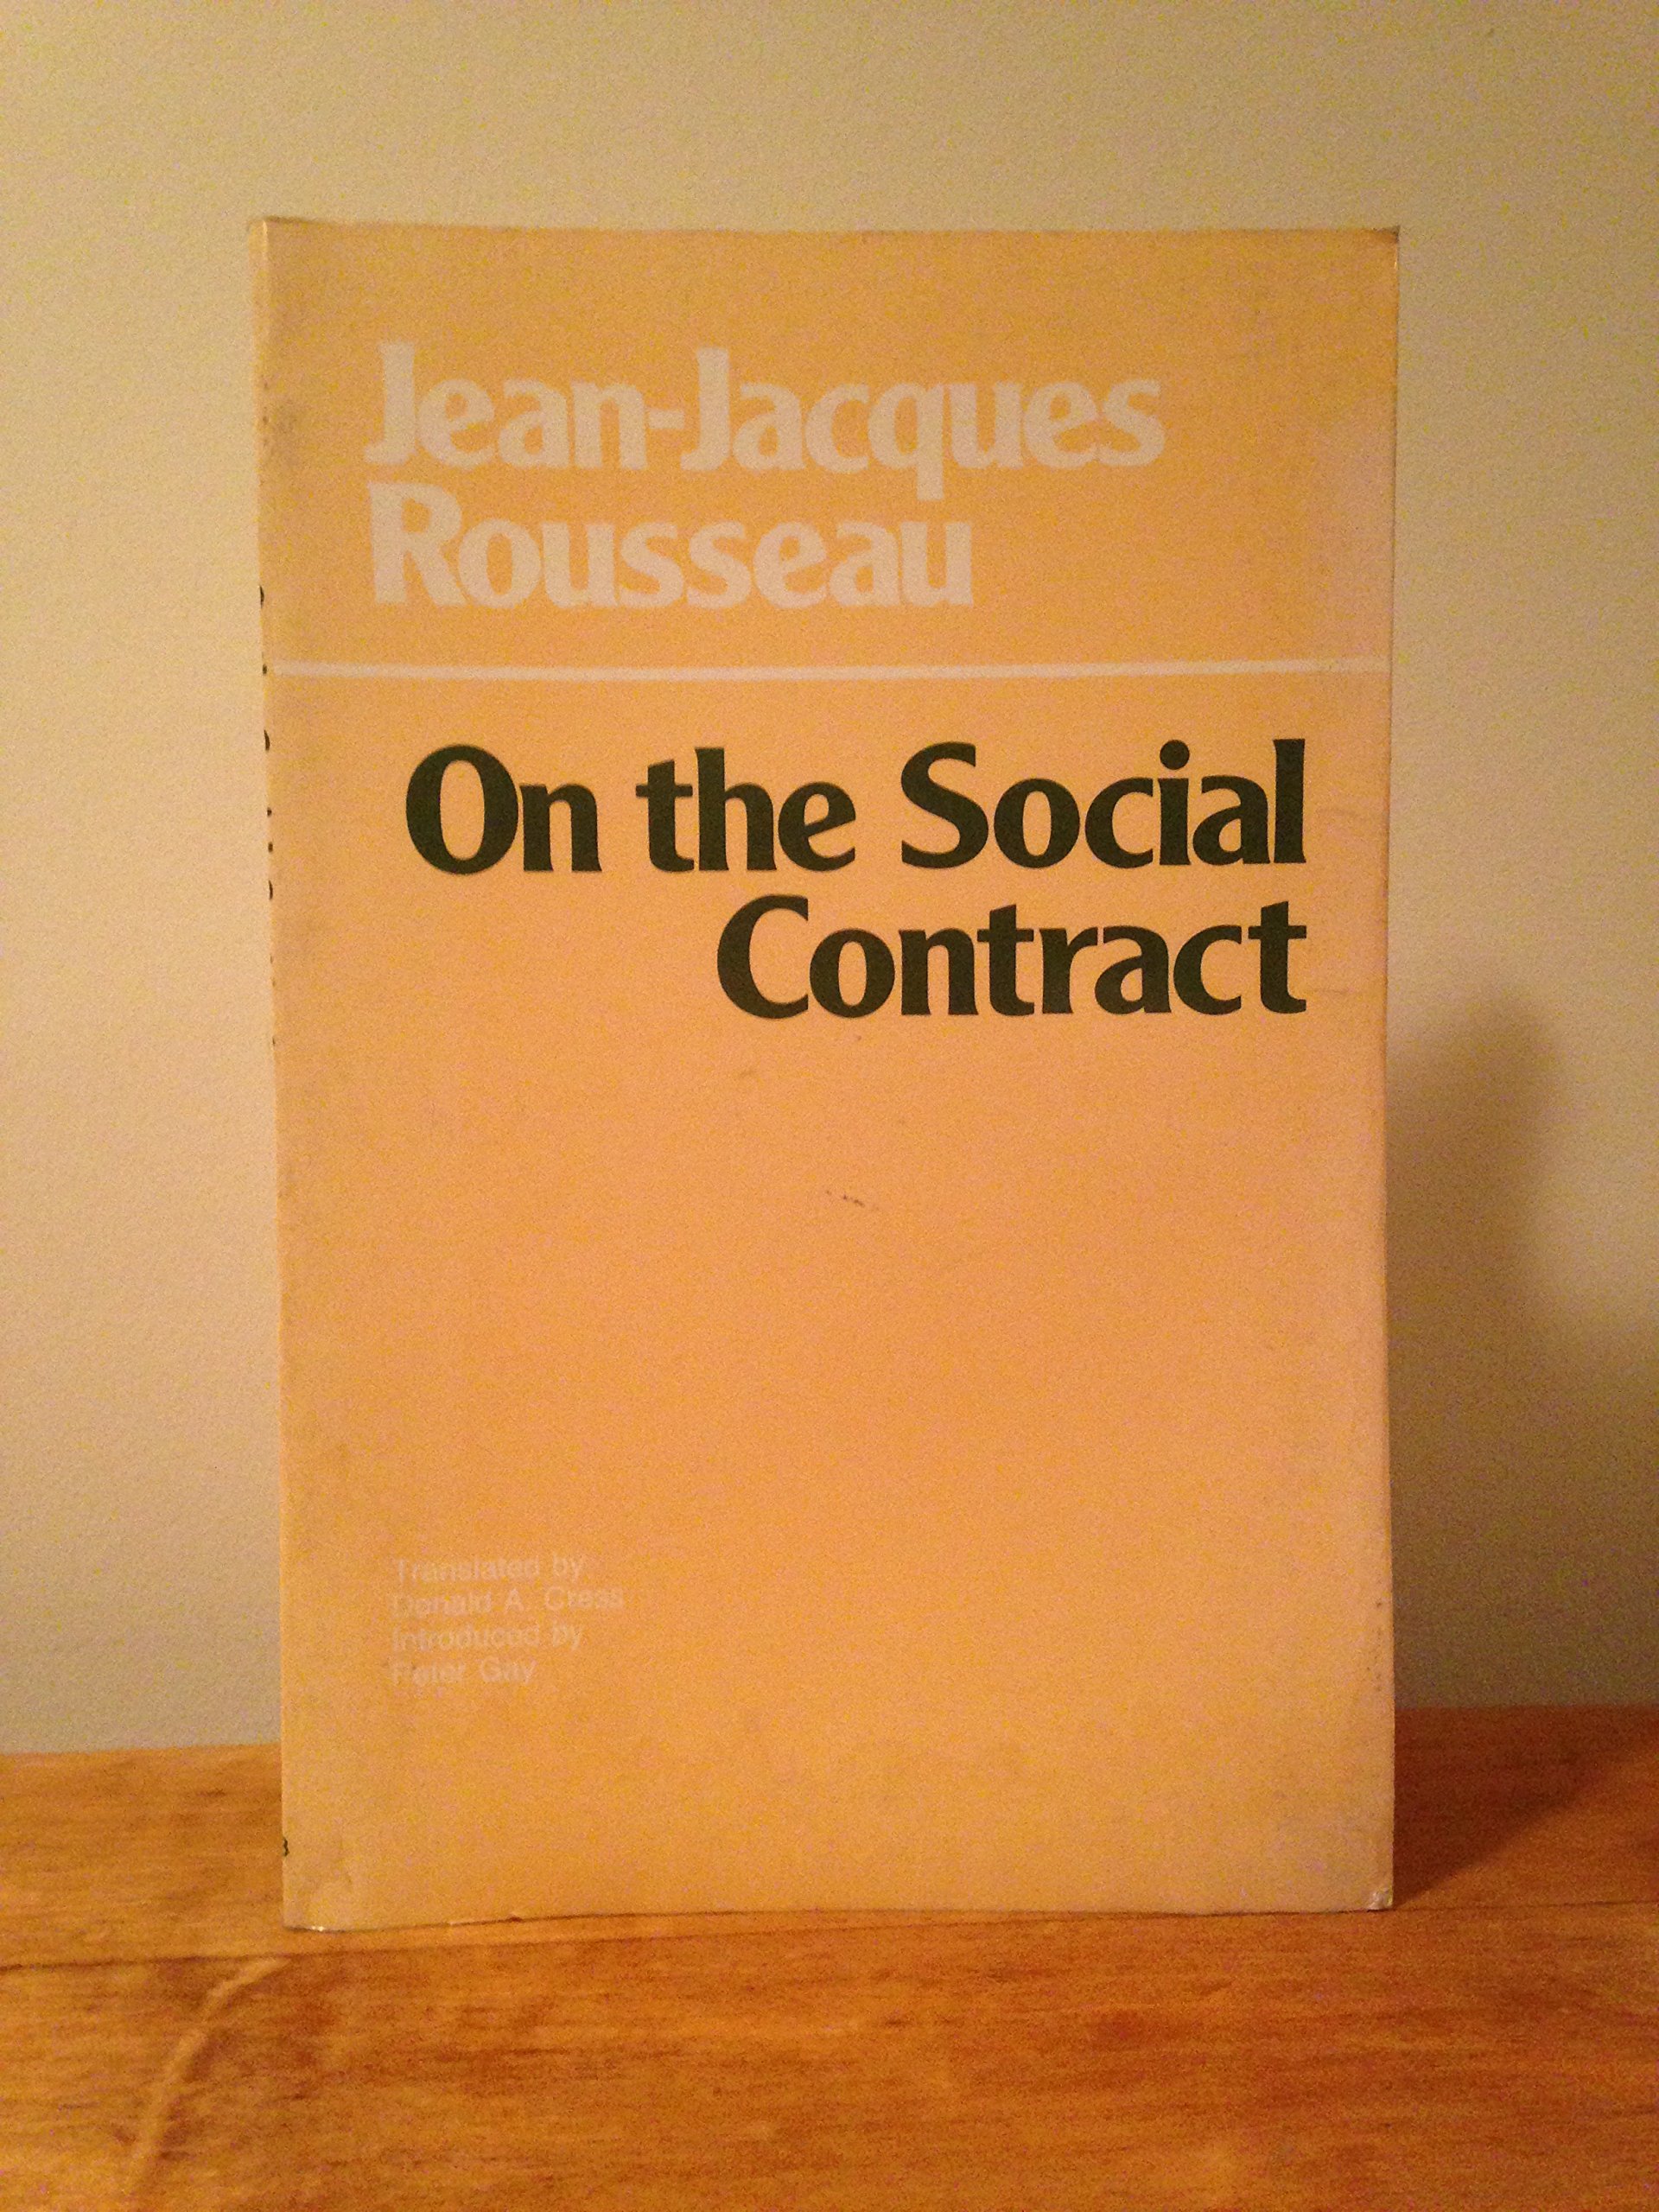 Jean-Jacques
Rousseau
On the Social
Contract
Translated by
Donald A. Cress
Introduced by
Peter Gay